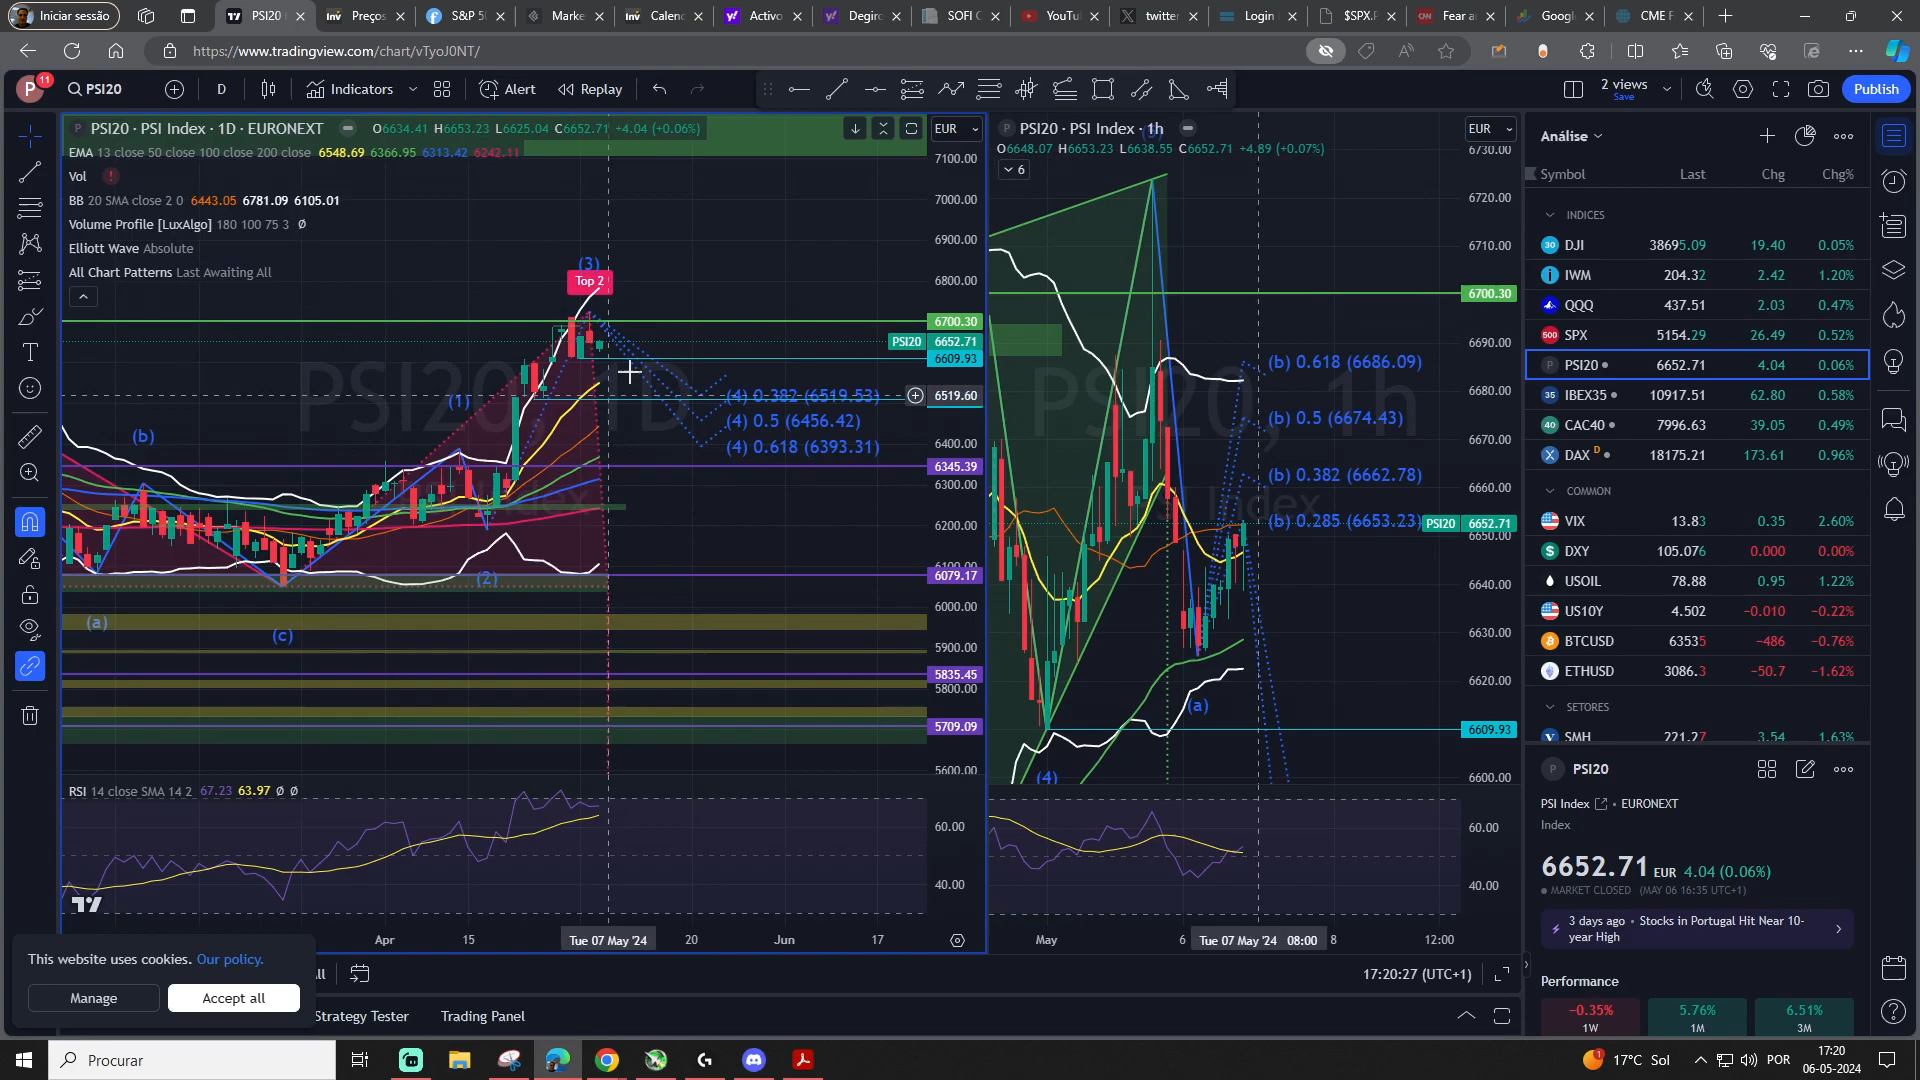 Iniciar sessão
PSI20
Preços
S&P 5
Marke
Calen
Activo
Degiro
SOFI C
YouTu
twitter
Login
$SPX.P
Fear a
Googl
CME F
https://www.tradingview.com/chart/vTyoJ0NT/
P 11 PSI20 D Indicators Alert Replay 2 views Save Publish
PSI20 · PSI Index · 1D · EURONEXT O6634.41 H6653.23 L6625.04 C6652.71 +4.04 (+0.06%) EUR
EMA 13 close 50 close 100 close 200 close 6548.69 6366.95 6313.42 6242.11
Vol
BB 20 SMA close 2 0 6443.05 6781.09 6105.01
Volume Profile [LuxAlgo] 180 100 75 3 Ø
Elliott Wave Absolute
All Chart Patterns Last Awaiting All
7100.00
7000.00
6900.00
6800.00
6700.30
PSI20 6652.71
6609.93
6519.60
6400.00
6345.39
6300.00
6200.00
6100.00
6079.17
6000.00
5900.00
5835.45
5800.00
5709.09
5600.00
(3)
Top 2
(1)
(b)
(2)
(a)
(c)
(4) 0.382 (6519.53)
(4) 0.5 (6456.42)
(4) 0.618 (6393.31)
PSI20, 1D
RSI 14 close SMA 14 2 67.23 63.97 Ø Ø
60.00
40.00
Apr 15 Tue 07 May '24 20 Jun 17
PSI20 · PSI Index · 1h EUR
O6648.07 H6653.23 L6638.55 C6652.71 +4.89 (+0.07%)
6
6730.00
6720.00
6710.00
6700.30
6690.00
6680.00
6670.00
6660.00
PSI20 6652.71
6650.00
6640.00
6630.00
6620.00
6609.93
6600.00
(b) 0.618 (6686.09)
(b) 0.5 (6674.43)
(b) 0.382 (6662.78)
(b) 0.285 (6653.23)
(a)
(4)
PSI20, 1h
Index
60.00
40.00
May 6 Tue 07 May '24 08:00 8 12:00
17:20:27 (UTC+1)
This website uses cookies. Our policy.
Manage
Accept all
Strategy Tester
Trading Panel
Análise
Symbol Last Chg Chg%
INDICES
DJI 38695.09 19.40 0.05%
IWM 204.32 2.42 1.20%
QQQ 437.51 2.03 0.47%
SPX 5154.29 26.49 0.52%
PSI20 6652.71 4.04 0.06%
IBEX35 10917.51 62.80 0.58%
CAC40 7996.63 39.05 0.49%
DAX D 18175.21 173.61 0.96%
COMMON
VIX 13.83 0.35 2.60%
DXY 105.076 0.000 0.00%
USOIL 78.88 0.95 1.22%
US10Y 4.502 −0.010 −0.22%
BTCUSD 63535 −486 −0.76%
ETHUSD 3086.3 −50.7 −1.62%
SETORES
SMH 221.27 3.54 1.63%
PSI20
PSI Index • EURONEXT
Index
6652.71 EUR 4.04 (0.06%)
MARKET CLOSED (MAY 06 16:35 UTC+1)
3 days ago • Stocks in Portugal Hit Near 10-
year High
Performance
−0.35% 5.76% 6.51%
1W 1M 3M
Procurar
17°C Sol
POR
17:20
06-05-2024